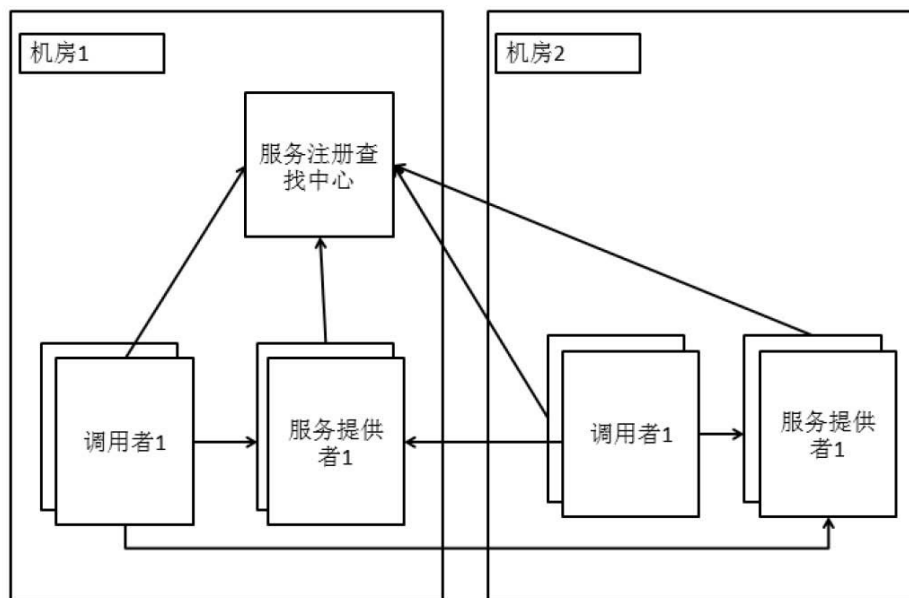 机房1
机房2
服务注册查
找中心
调用者1
服务提供
者1
调用者1
服务提供
者1